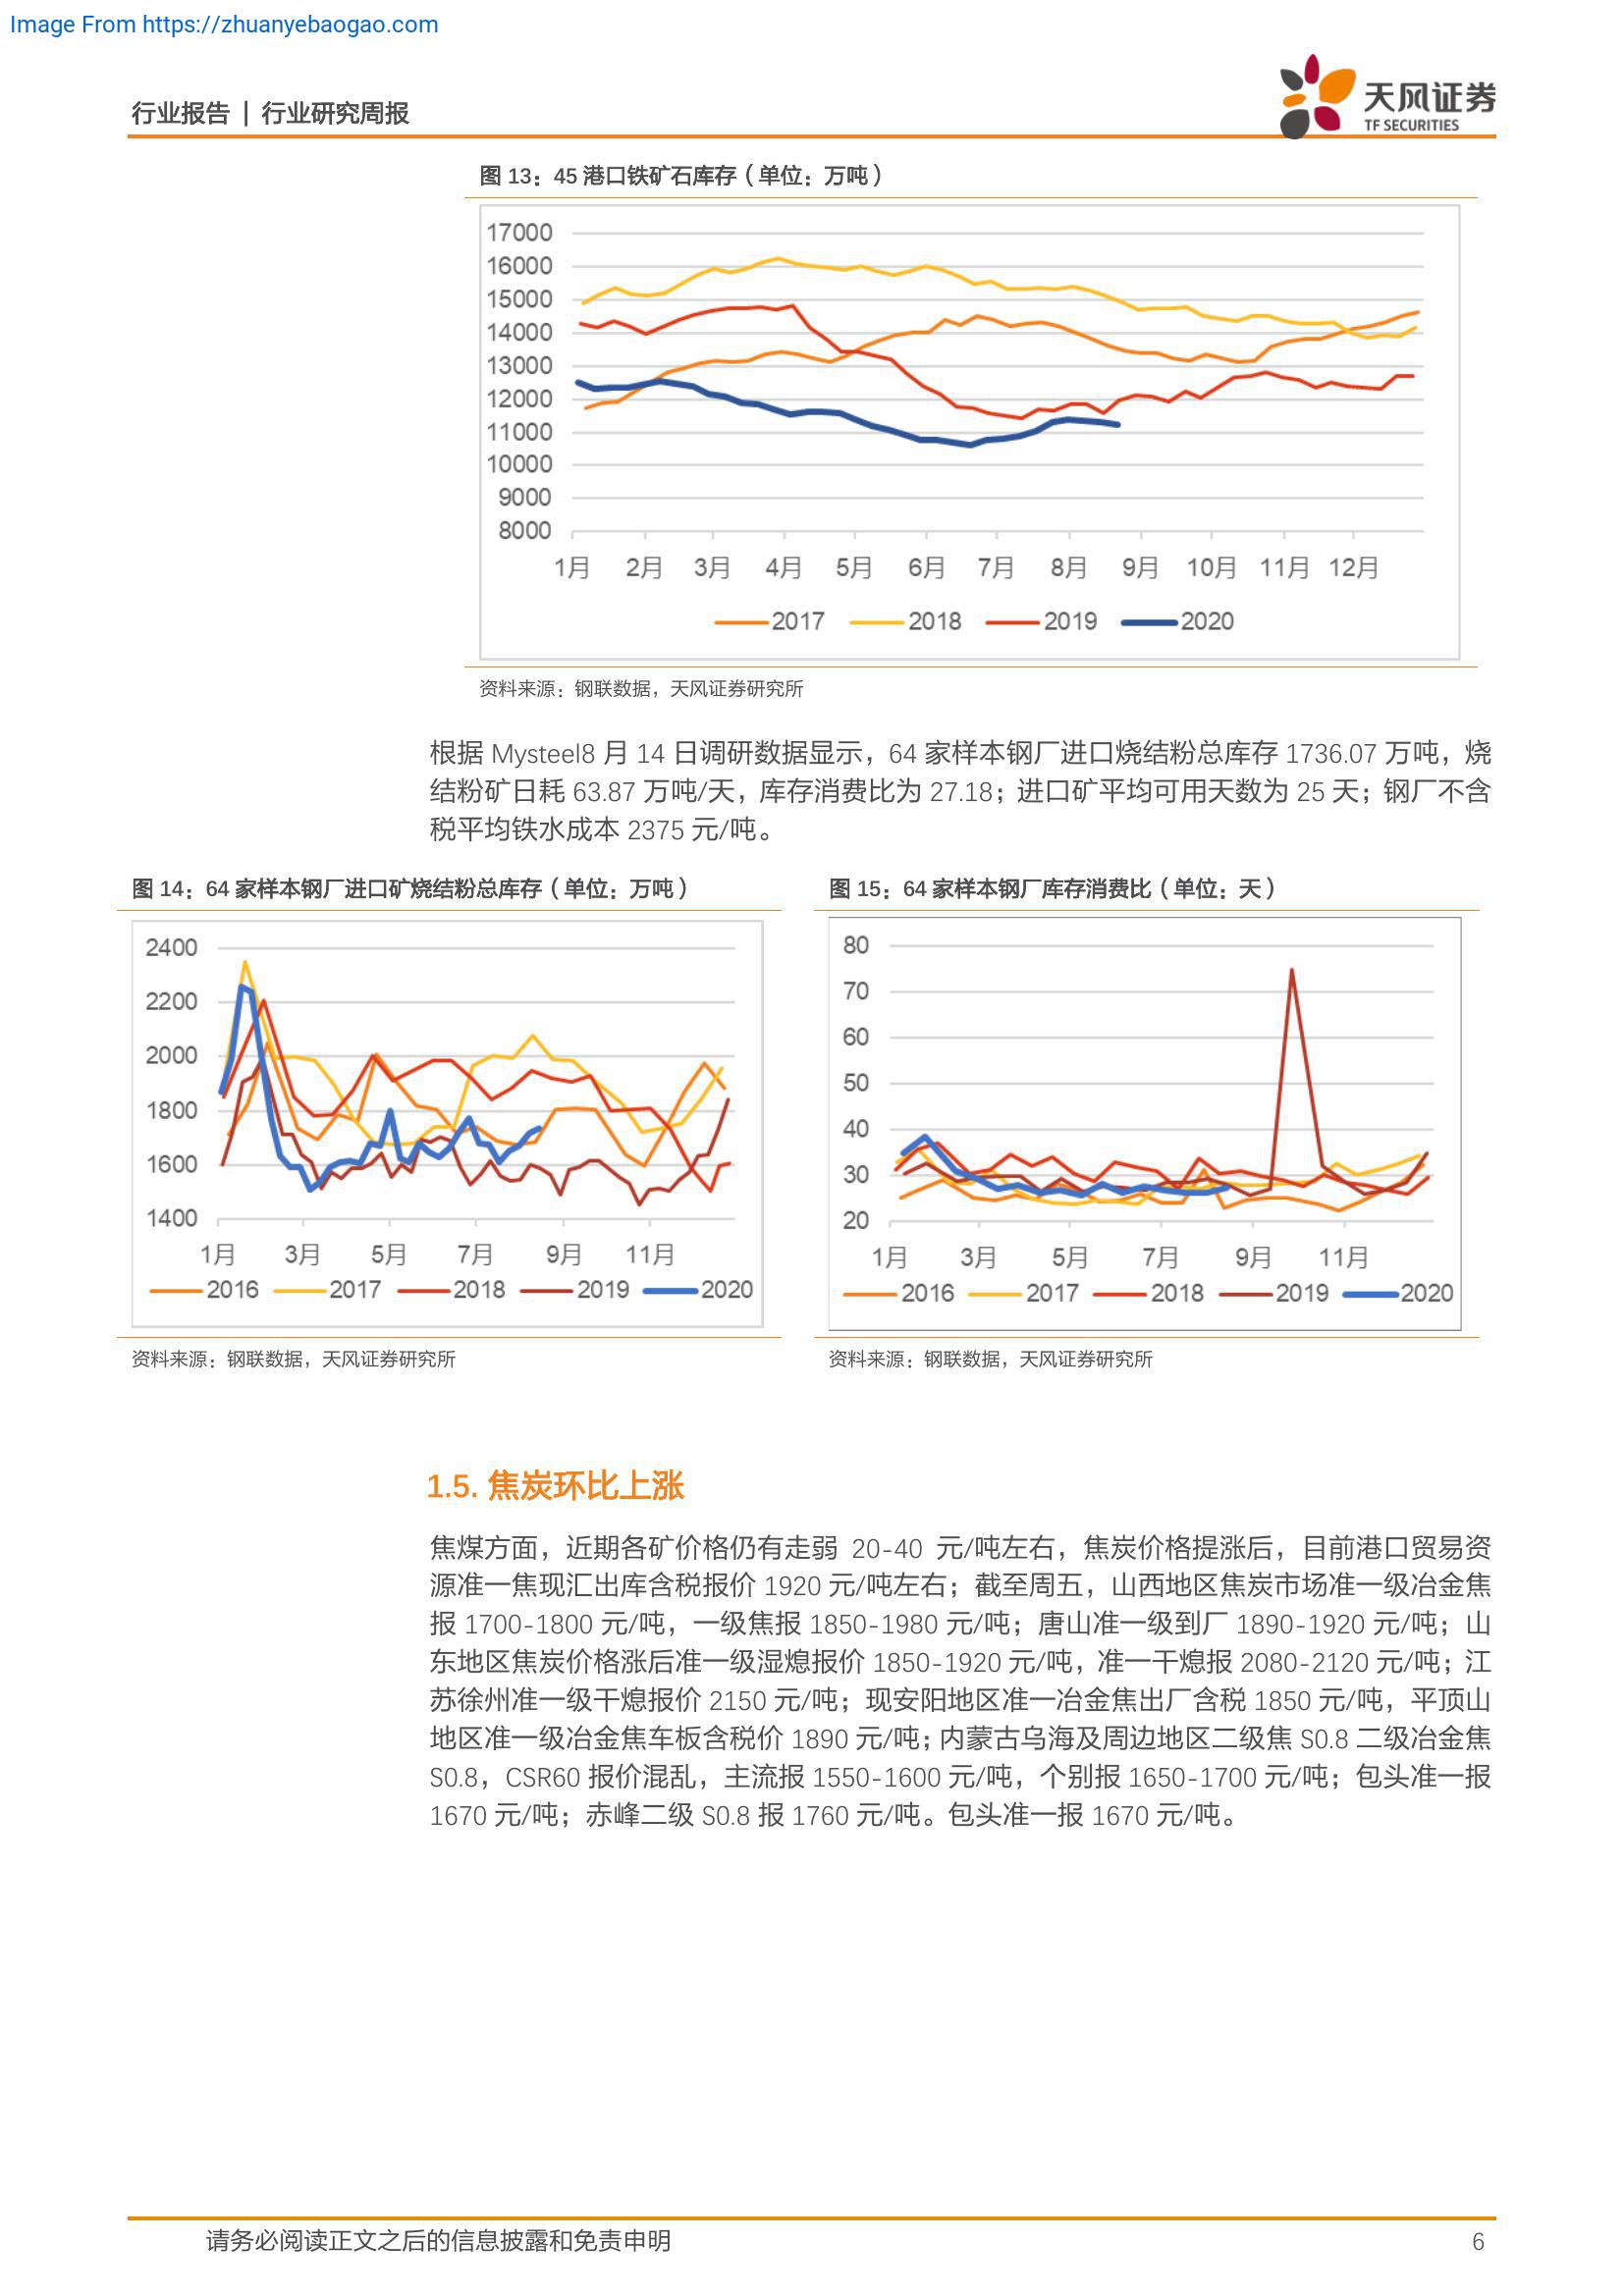 Image From https://zhuanyebaogao.com
行业报告 | 行业研究周报
天风证券
TF SECURITIES
图 13：45 港口铁矿石库存（单位：万吨）
17000
16000
15000
14000
13000
12000
11000
10000
9000
8000
1月 2月 3月 4月 5月 6月 7月 8月 9月 10月 11月 12月
2017 2018 2019 2020
资料来源：钢联数据，天风证券研究所
根据 Mysteel8 月 14 日调研数据显示，64 家样本钢厂进口烧结粉总库存 1736.07 万吨，烧
结粉矿日耗 63.87 万吨/天，库存消费比为 27.18；进口矿平均可用天数为 25 天；钢厂不含
税平均铁水成本 2375 元/吨。
图 14：64 家样本钢厂进口矿烧结粉总库存（单位：万吨）
2400
2200
2000
1800
1600
1400
1月 3月 5月 7月 9月 11月
2016 2017 2018 2019 2020
资料来源：钢联数据，天风证券研究所
图 15：64 家样本钢厂库存消费比（单位：天）
80
70
60
50
40
30
20
1月 3月 5月 7月 9月 11月
2016 2017 2018 2019 2020
资料来源：钢联数据，天风证券研究所
1.5. 焦炭环比上涨
焦煤方面，近期各矿价格仍有走弱 20-40 元/吨左右，焦炭价格提涨后，目前港口贸易资
源准一焦现汇出库含税报价 1920 元/吨左右；截至周五，山西地区焦炭市场准一级冶金焦
报 1700-1800 元/吨，一级焦报 1850-1980 元/吨；唐山准一级到厂 1890-1920 元/吨；山
东地区焦炭价格涨后准一级湿熄报价 1850-1920 元/吨，准一干熄报 2080-2120 元/吨；江
苏徐州准一级干熄报价 2150 元/吨；现安阳地区准一冶金焦出厂含税 1850 元/吨，平顶山
地区准一级冶金焦车板含税价 1890 元/吨；内蒙古乌海及周边地区二级焦 S0.8 二级冶金焦
S0.8，CSR60 报价混乱，主流报 1550-1600 元/吨，个别报 1650-1700 元/吨；包头准一报
1670 元/吨；赤峰二级 S0.8 报 1760 元/吨。包头准一报 1670 元/吨。
请务必阅读正文之后的信息披露和免责申明
6